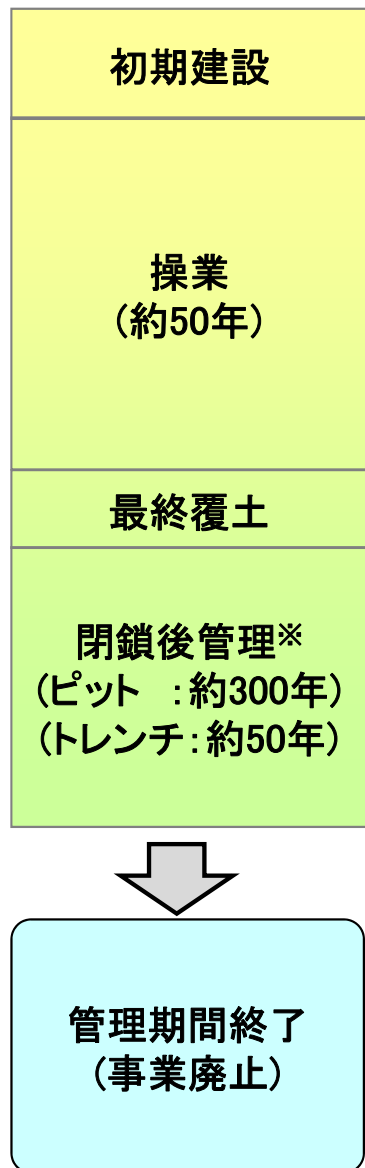 初期建設
操業
(約50年)
最終覆土
閉鎖後管理※
(ピット　:約300年)
(トレンチ:約50年)
管理期間終了
(事業廃止)